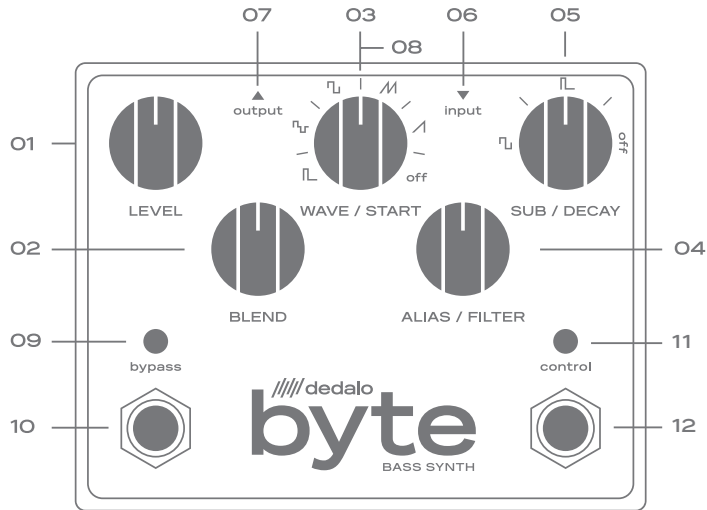 07 03 06 05
08
output input
off off
01
LEVEL WAVE / START SUB / DECAY
02 04
BLEND ALIAS / FILTER
09 11
bypass control
dedalo
10 byte 12
BASS SYNTH